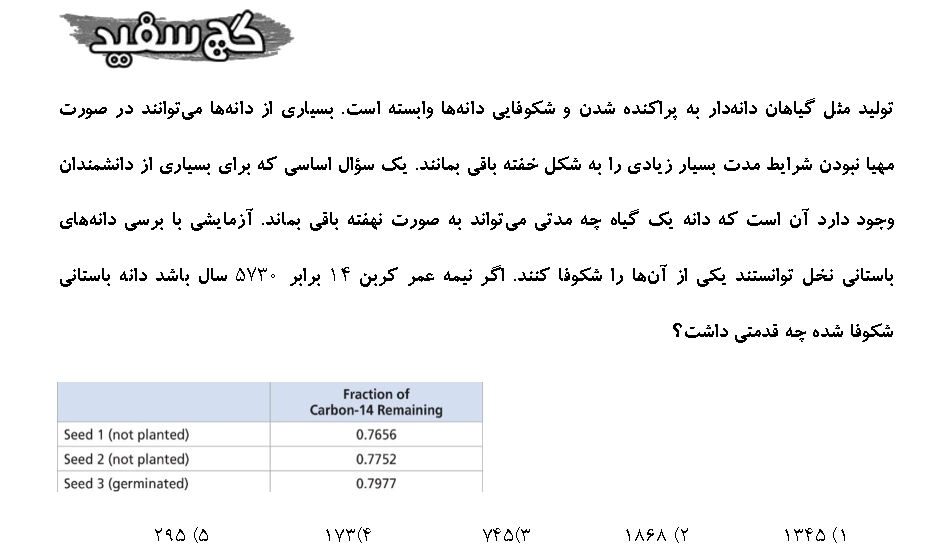 گچ سفید
تولید مثل گیاهان دانه‌دار به پراکنده شدن و شکوفایی دانه‌ها وابسته است. بسیاری از دانه‌ها می‌توانند در صورت
مهیا نبودن شرایط مدت بسیار زیادی را به شکل خفته باقی بمانند. یک سؤال اساسی که برای بسیاری از دانشمندان
وجود دارد آن است که دانه یک گیاه چه مدتی می‌تواند به صورت نهفته باقی بماند. آزمایشی با برسی دانه‌های
باستانی نخل توانستند یکی از آن‌ها را شکوفا کنند. اگر نیمه عمر کربن ۱۴ برابر ۵۷۳۰ سال باشد دانه باستانی
شکوفا شده چه قدمتی داشت؟
Fraction of
Carbon-14 Remaining
Seed 1 (not planted) 0.7656
Seed 2 (not planted) 0.7752
Seed 3 (germinated) 0.7977
۱) ۱۳۴۵ ۲) ۱۸۶۸ ۳)۷۴۵ ۴)۱۷۳ ۵) ۲۹۵